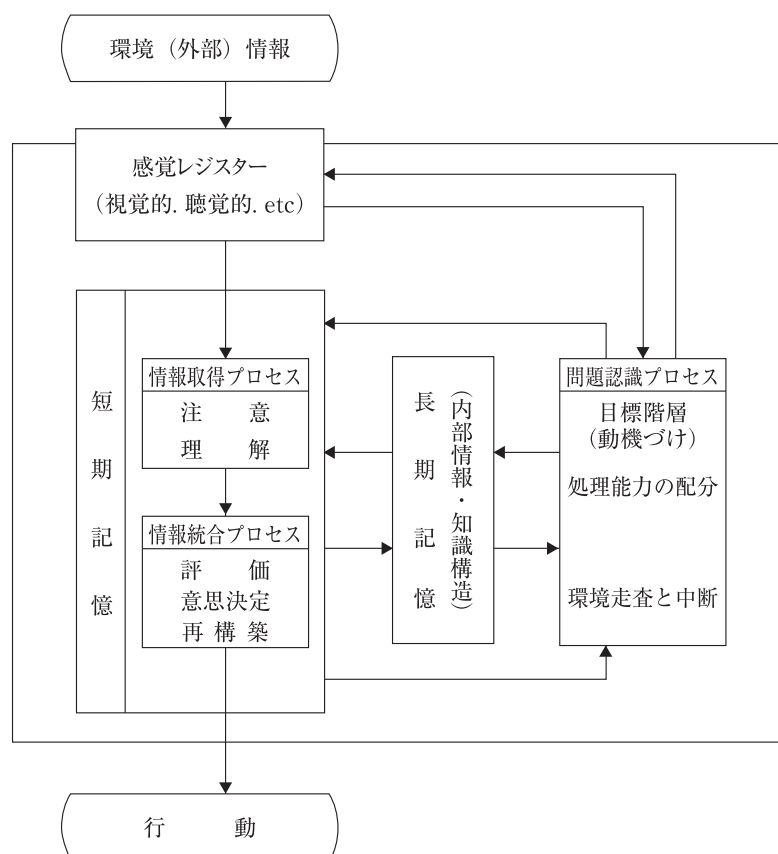 環境（外部）情報
感覚レジスター
（視覚的．聴覚的．etc）
短期記憶
情報取得プロセス
注 意
理 解
情報統合プロセス
評 価
意思決定
再 構 築
長期記憶
（内部情報・知識構造）
問題認識プロセス
目標階層
（動機づけ）
処理能力の配分
環境走査と中断
行 動